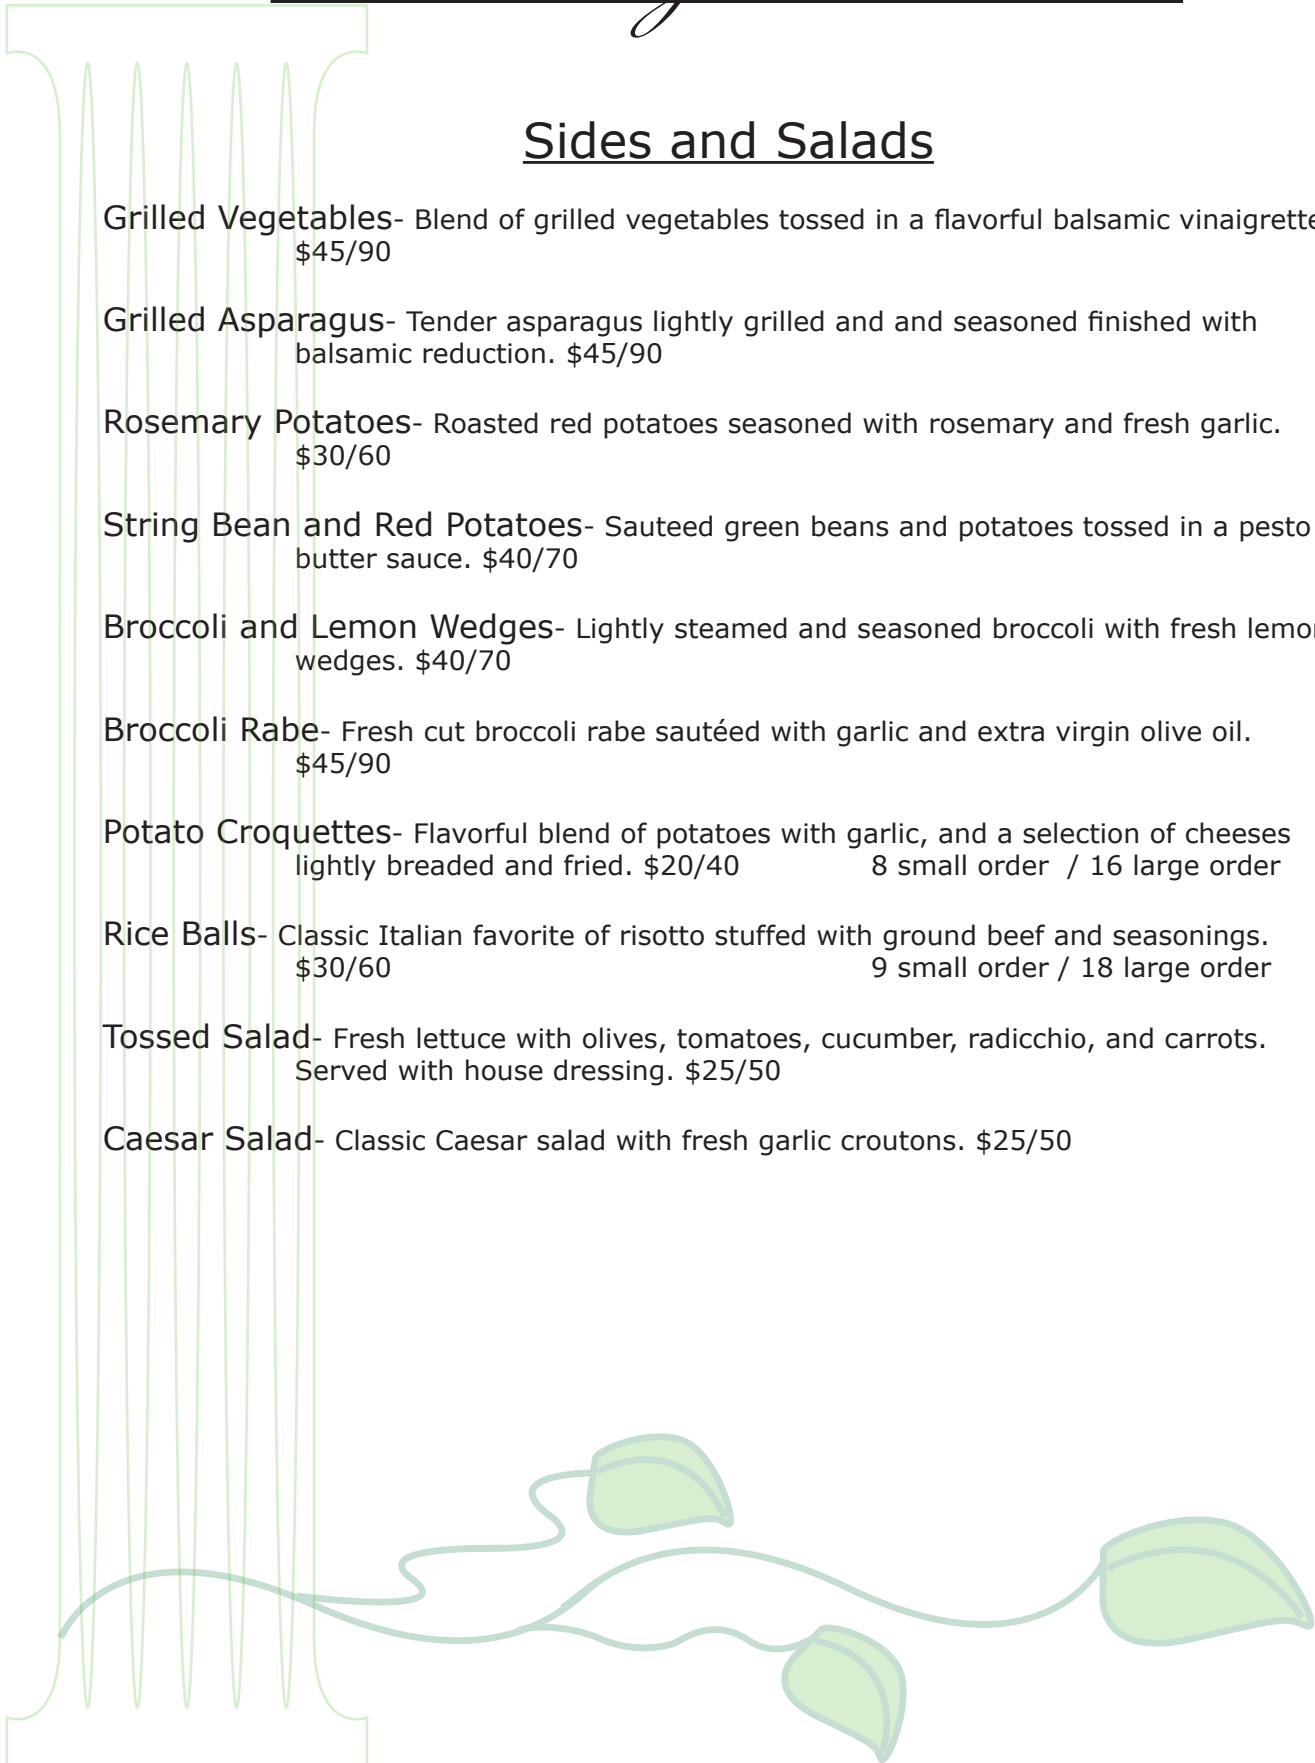 Sides and Salads
Grilled Vegetables- Blend of grilled vegetables tossed in a flavorful balsamic vinaigrette
$45/90
Grilled Asparagus- Tender asparagus lightly grilled and and seasoned finished with
balsamic reduction. $45/90
Rosemary Potatoes- Roasted red potatoes seasoned with rosemary and fresh garlic.
$30/60
String Bean and Red Potatoes- Sauteed green beans and potatoes tossed in a pesto
butter sauce. $40/70
Broccoli and Lemon Wedges- Lightly steamed and seasoned broccoli with fresh lemon
wedges. $40/70
Broccoli Rabe- Fresh cut broccoli rabe sautéed with garlic and extra virgin olive oil.
$45/90
Potato Croquettes- Flavorful blend of potatoes with garlic, and a selection of cheeses
lightly breaded and fried. $20/40 8 small order / 16 large order
Rice Balls- Classic Italian favorite of risotto stuffed with ground beef and seasonings.
$30/60 9 small order / 18 large order
Tossed Salad- Fresh lettuce with olives, tomatoes, cucumber, radicchio, and carrots.
Served with house dressing. $25/50
Caesar Salad- Classic Caesar salad with fresh garlic croutons. $25/50